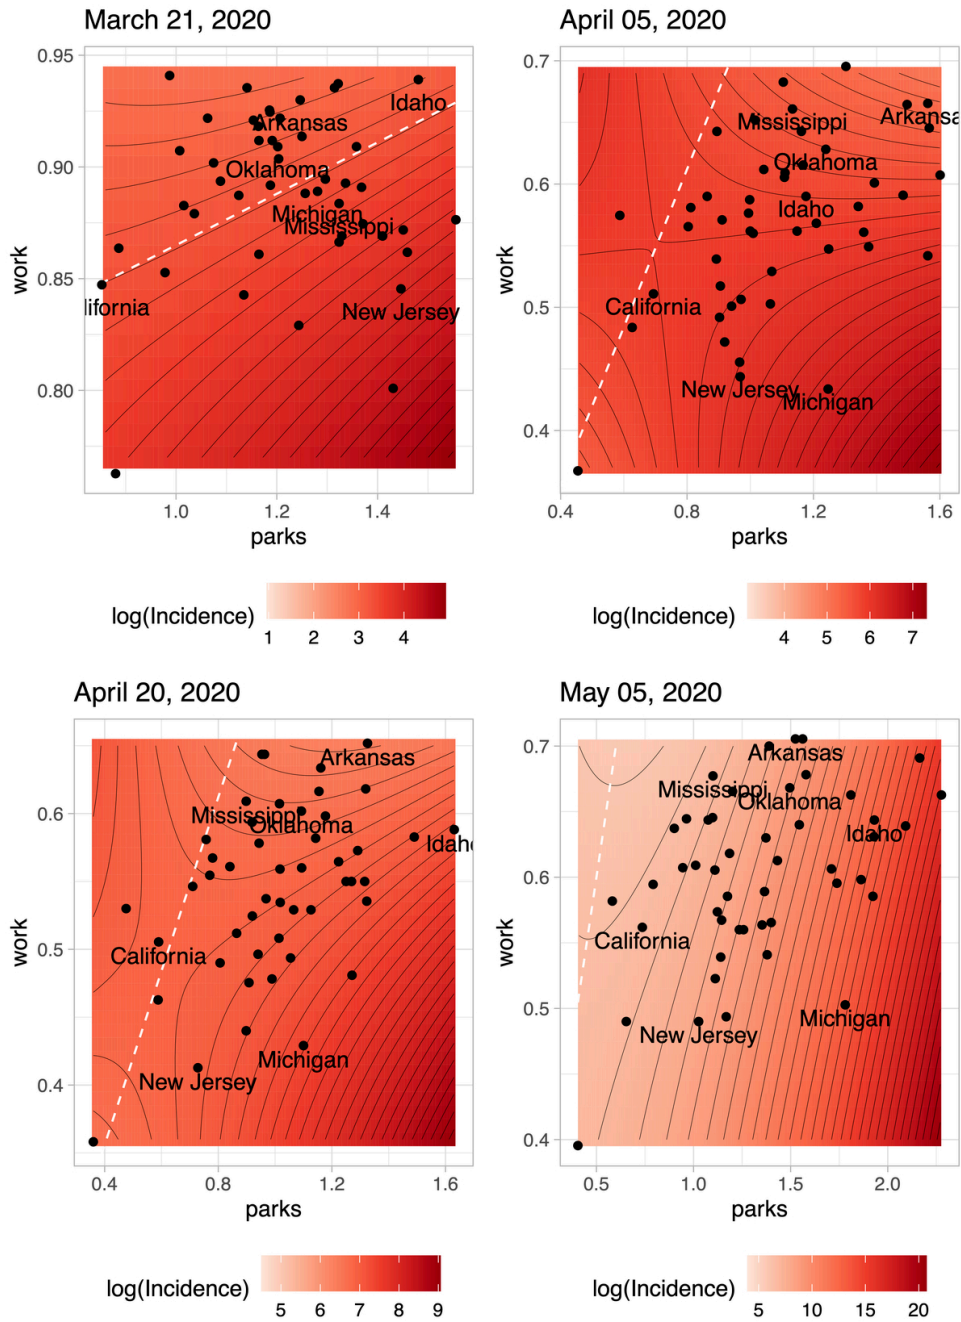 March 21, 2020
0.95
0.90
0.85
0.80
work
Idaho
Arkansas
Oklahoma
Michigan
Mississippi
lifornia
New Jersey
1.0 1.2 1.4
parks
log(Incidence)
1 2 3 4
April 05, 2020
0.7
0.6
0.5
0.4
work
Mississippi
Arkansa
Oklahoma
Idaho
California
New Jersey
Michigan
0.4 0.8 1.2 1.6
parks
log(Incidence)
4 5 6 7
April 20, 2020
0.6
0.5
0.4
work
Arkansas
Mississippi
Oklahoma
Idaho
California
Michigan
New Jersey
0.4 0.8 1.2 1.6
parks
log(Incidence)
5 6 7 8 9
May 05, 2020
0.7
0.6
0.5
0.4
work
Arkansas
Mississippi
Oklahoma
Idaho
California
Michigan
New Jersey
0.5 1.0 1.5 2.0
parks
log(Incidence)
5 10 15 20